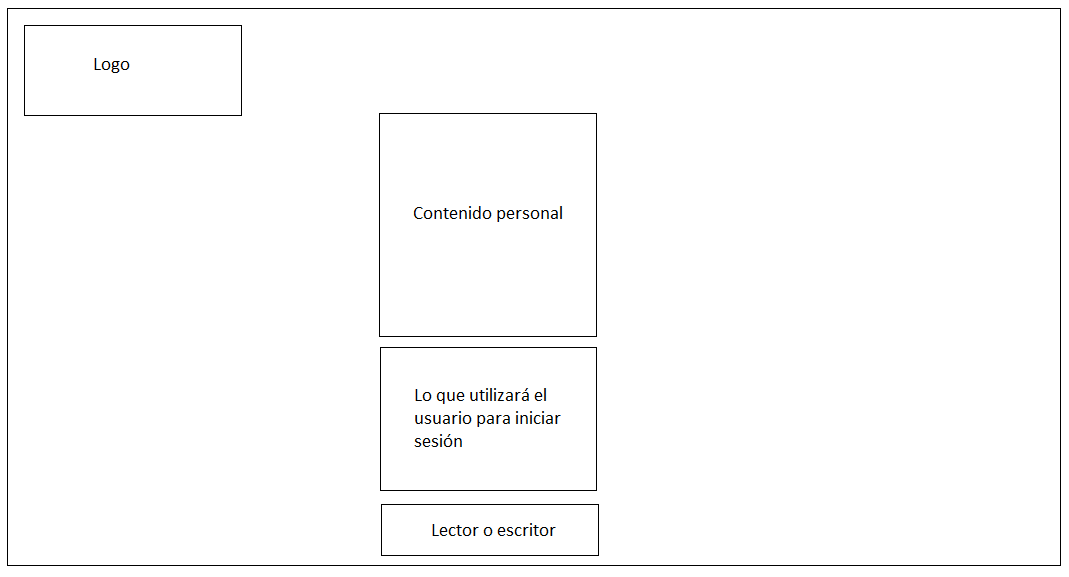 Logo
Contenido personal
Lo que utilizará el
usuario para iniciar
sesión
Lector o escritor